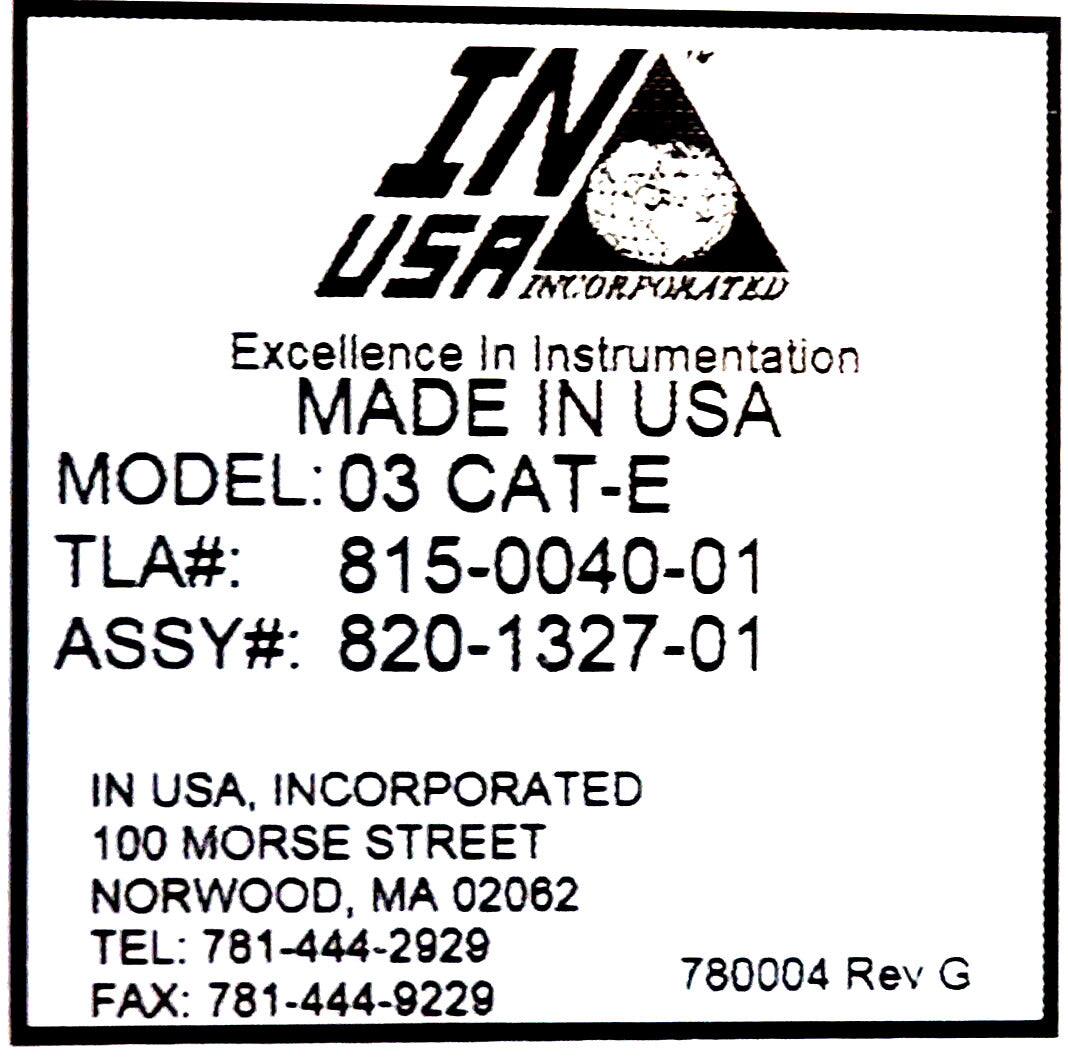 IN
USA
INCORPORATED
TM
Excellence In Instrumentation
MADE IN USA
MODEL: 03 CAT-E
TLA#: 815-0040-01
ASSY#: 820-1327-01
IN USA, INCORPORATED
100 MORSE STREET
NORWOOD, MA 02062
TEL: 781-444-2929
FAX: 781-444-9229
780004 Rev G